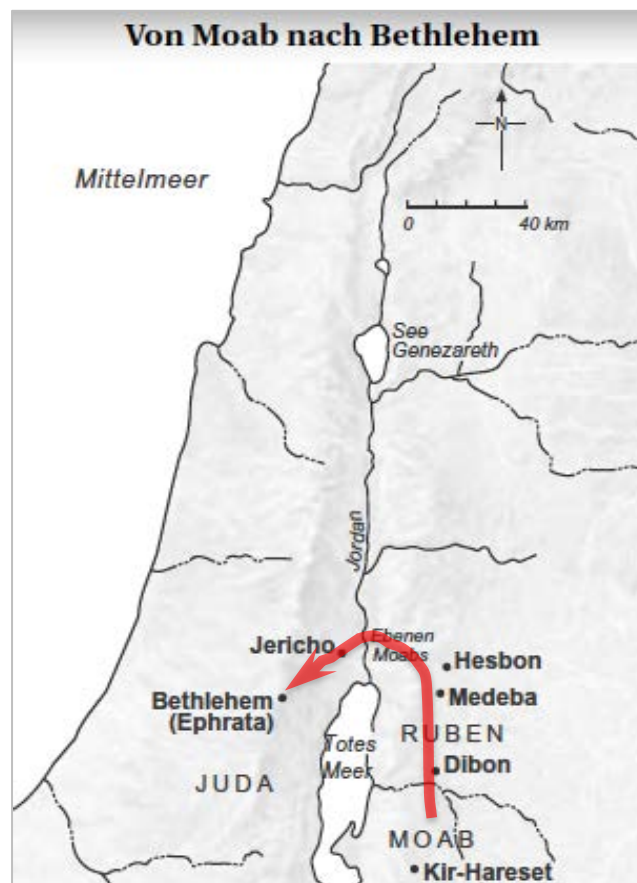 Von Moab nach Bethlehem
Mittelmeer
N
0 40 km
See
Genezareth
Jordan
Ebenen
Moabs
Jericho
Hesbon
Bethlehem
(Ephrata)
Medeba
RUBEN
Totes
Meer
Dibon
JUDA
MOAB
Kir-Hareset